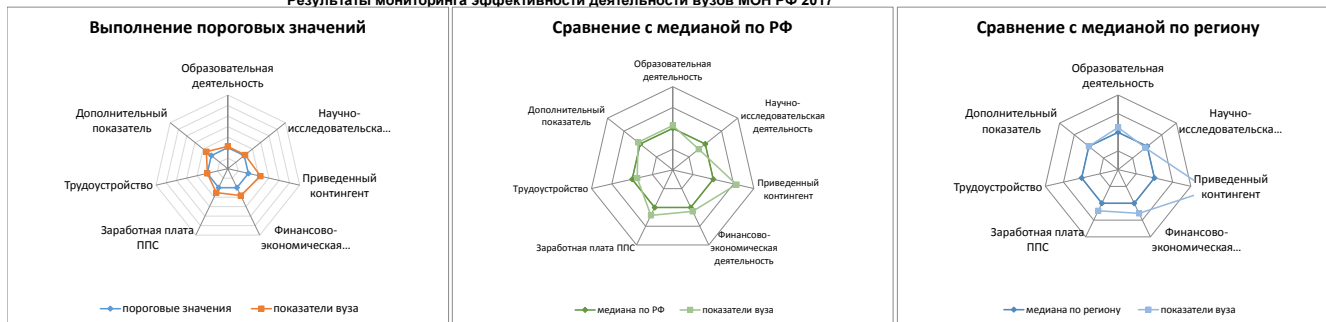 Результаты мониторинга эффективности деятельности вузов МОН РФ 2017
Выполнение пороговых значений
Образовательная
деятельность
Научно-
исследовательска…
Приведенный
контингент
Финансово-
экономическая…
Заработная плата
ППС
Трудоустройство
Дополнительный
показатель
пороговые значения
показатели вуза
Сравнение с медианой по РФ
Образовательная
деятельность
Научно-
исследовательская
деятельность
Приведенный
контингент
Финансово-
экономическая
деятельность
Заработная плата ППС
Трудоустройство
Дополнительный
показатель
медиана по РФ
показатели вуза
Сравнение с медианой по региону
Образовательная
деятельность
Научно-
исследовательска…
Приведенный
контингент
Финансово-
экономическая…
Заработная плата
ППС
Трудоустройство
Дополнительный
показатель
медиана по региону
показатели вуза